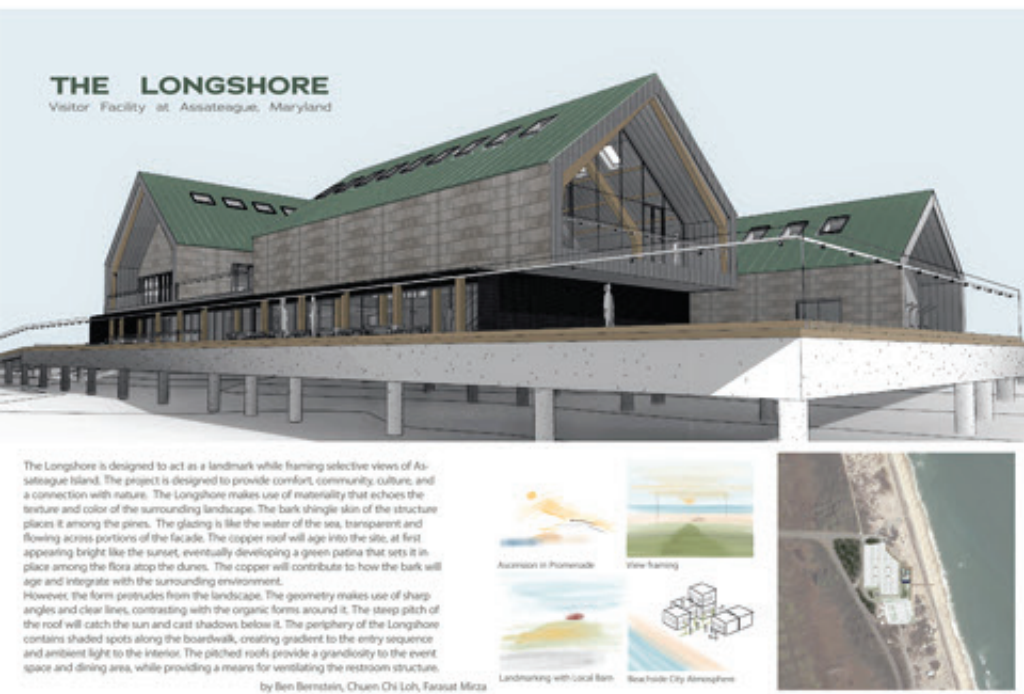 THE LONGSHORE
Visitor Facility at Assateague, Maryland
The Longshore is designed to act as a landmark while framing selective views of As-
sateague Island. The project is designed to provide comfort, community, culture, and
a connection with nature. The Longshore makes use of materiality that echoes the
texture and color of the surrounding landscape. The bark shingle skin of the structure
places it among the pines. The glazing is like the water of the sea, transparent and
flowing across portions of the facade. The copper roof will age into the site, at first
appearing bright like the sunset, eventually developing a green patina that sets it in
place among the flora atop the dunes. The copper will contribute to how the bark will
age and integrate with the surrounding environment.
However, the form protrudes from the landscape. The geometry makes use of sharp
angles and clear lines, contrasting with the organic forms around it. The steep pitch of
the roof will catch the sun and cast shadows below it. The periphery of the Longshore
contains shaded spots along the boardwalk, creating gradient to the entry sequence
and ambient light to the interior. The pitched roofs provide a grandiosity to the event
space and dining area, while providing a means for ventilating the restroom structure.
by Ben Bernstein, Chuen Chi Loh, Farasat Mirza
Ascension in Promenade
View framing
Landmarking with Local Barn
Beachside City Atmosphere